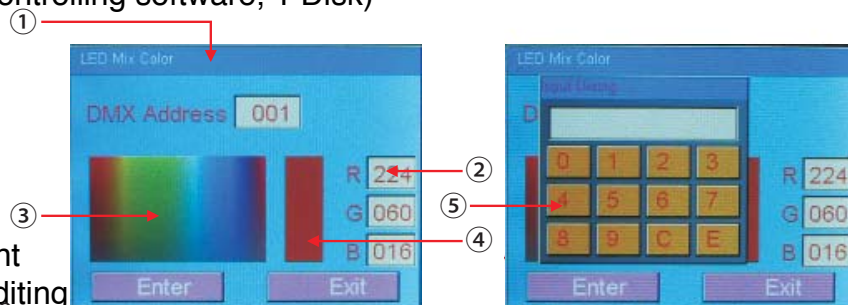 ontrolling software, 1 Disk)
①
LED Mix Color
DMX Address 001
R 224
G 060
B 016
②
③
④
nt
diting
Enter Exit
LED Mix Color
D
⑤
0 1 2 3
4 5 6 7
8 9 C E
R 224
G 060
B 016
Enter Exit